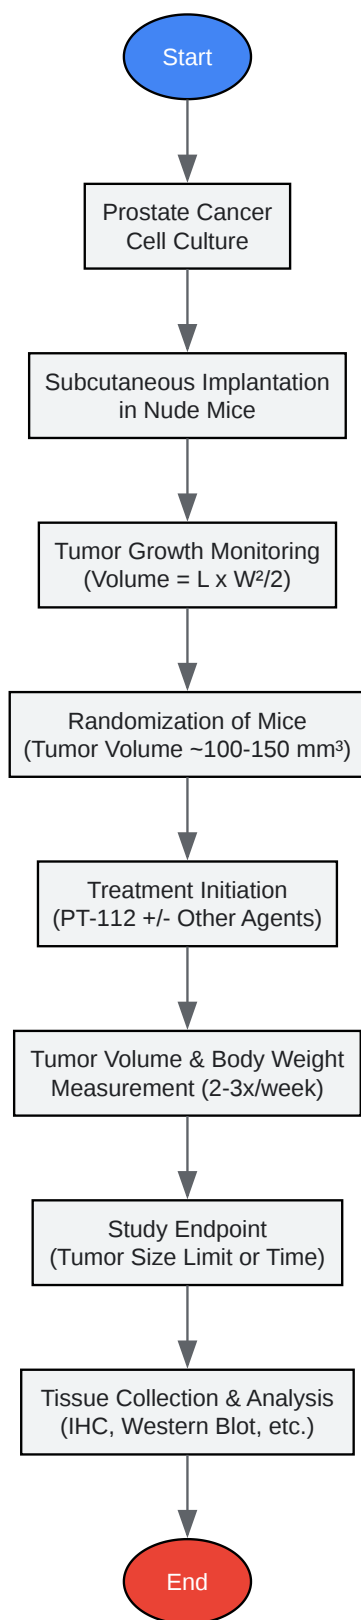 Start
Prostate Cancer
Cell Culture
Subcutaneous Implantation
in Nude Mice
Tumor Growth Monitoring
(Volume = L x W²/2)
Randomization of Mice
(Tumor Volume ~100-150 mm³)
Treatment Initiation
(PT-112 +/- Other Agents)
Tumor Volume & Body Weight
Measurement (2-3x/week)
Study Endpoint
(Tumor Size Limit or Time)
Tissue Collection & Analysis
(IHC, Western Blot, etc.)
End